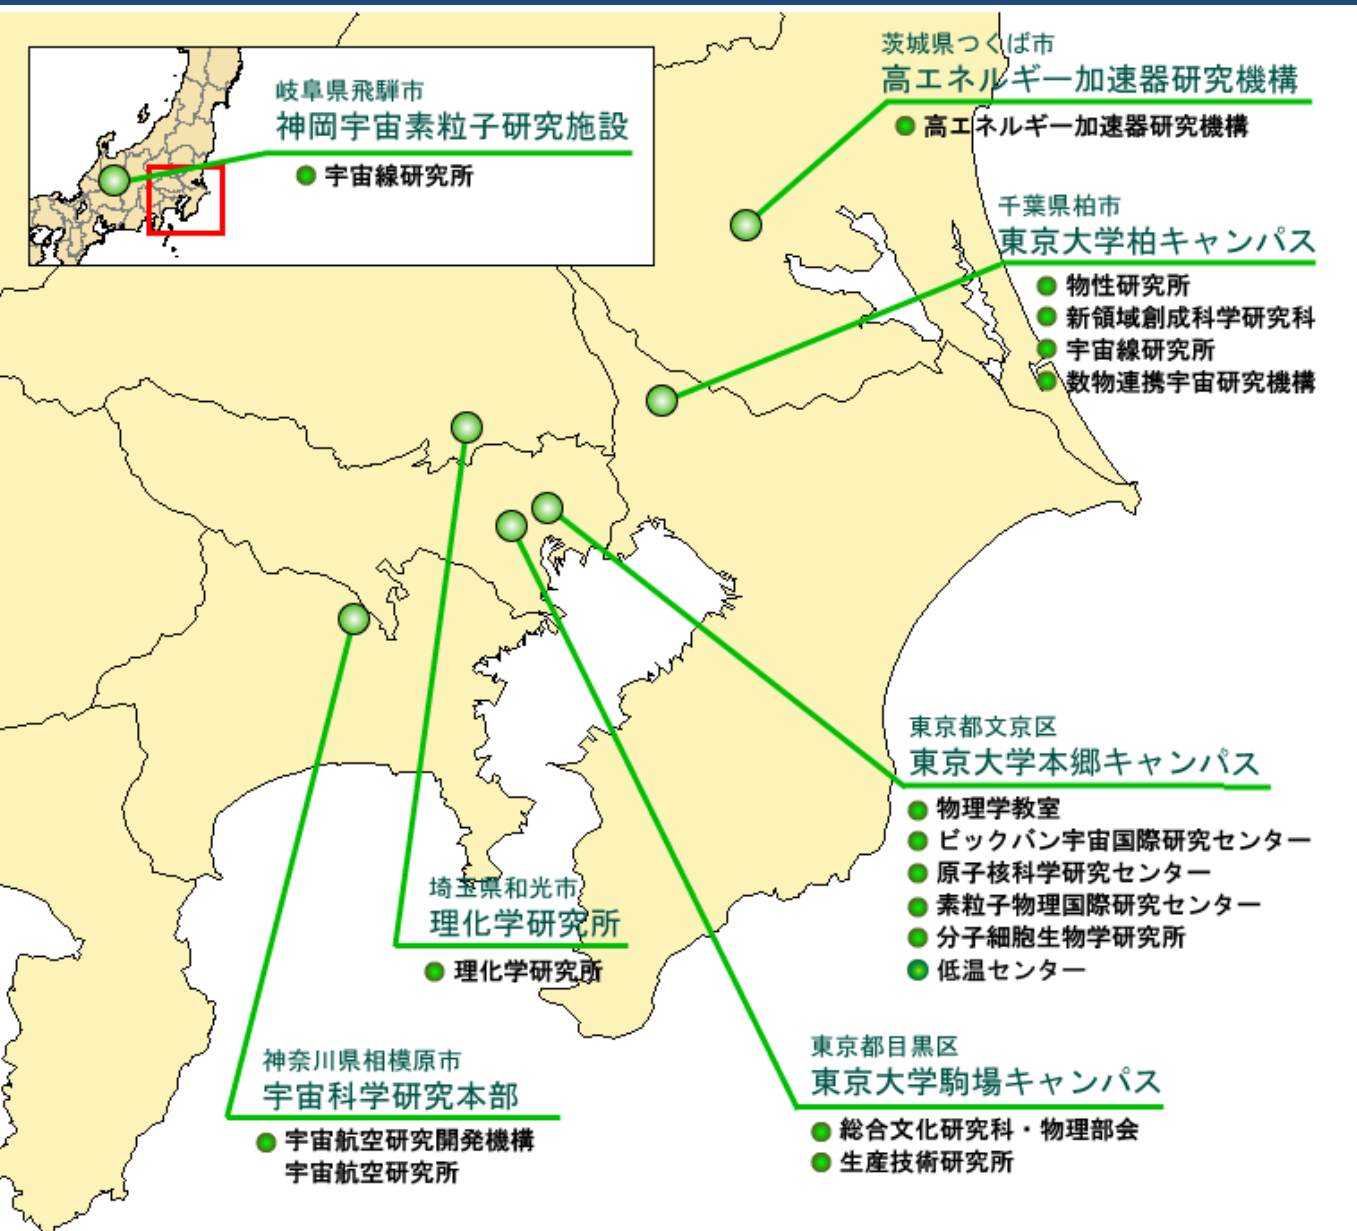 岐阜県飛騨市
神岡宇宙素粒子研究施設
宇宙線研究所
茨城県つくば市
高エネルギー加速器研究機構
高エネルギー加速器研究機構
千葉県柏市
東京大学柏キャンパス
物性研究所
新領域創成科学研究科
宇宙線研究所
数物連携宇宙研究機構
東京都文京区
東京大学本郷キャンパス
物理学教室
ビックバン宇宙国際研究センター
原子核科学研究センター
素粒子物理国際研究センター
分子細胞生物学研究所
低温センター
埼玉県和光市
理化学研究所
理化学研究所
神奈川県相模原市
宇宙科学研究本部
宇宙航空研究開発機構
宇宙航空研究所
東京都目黒区
東京大学駒場キャンパス
総合文化研究科・物理部会
生産技術研究所